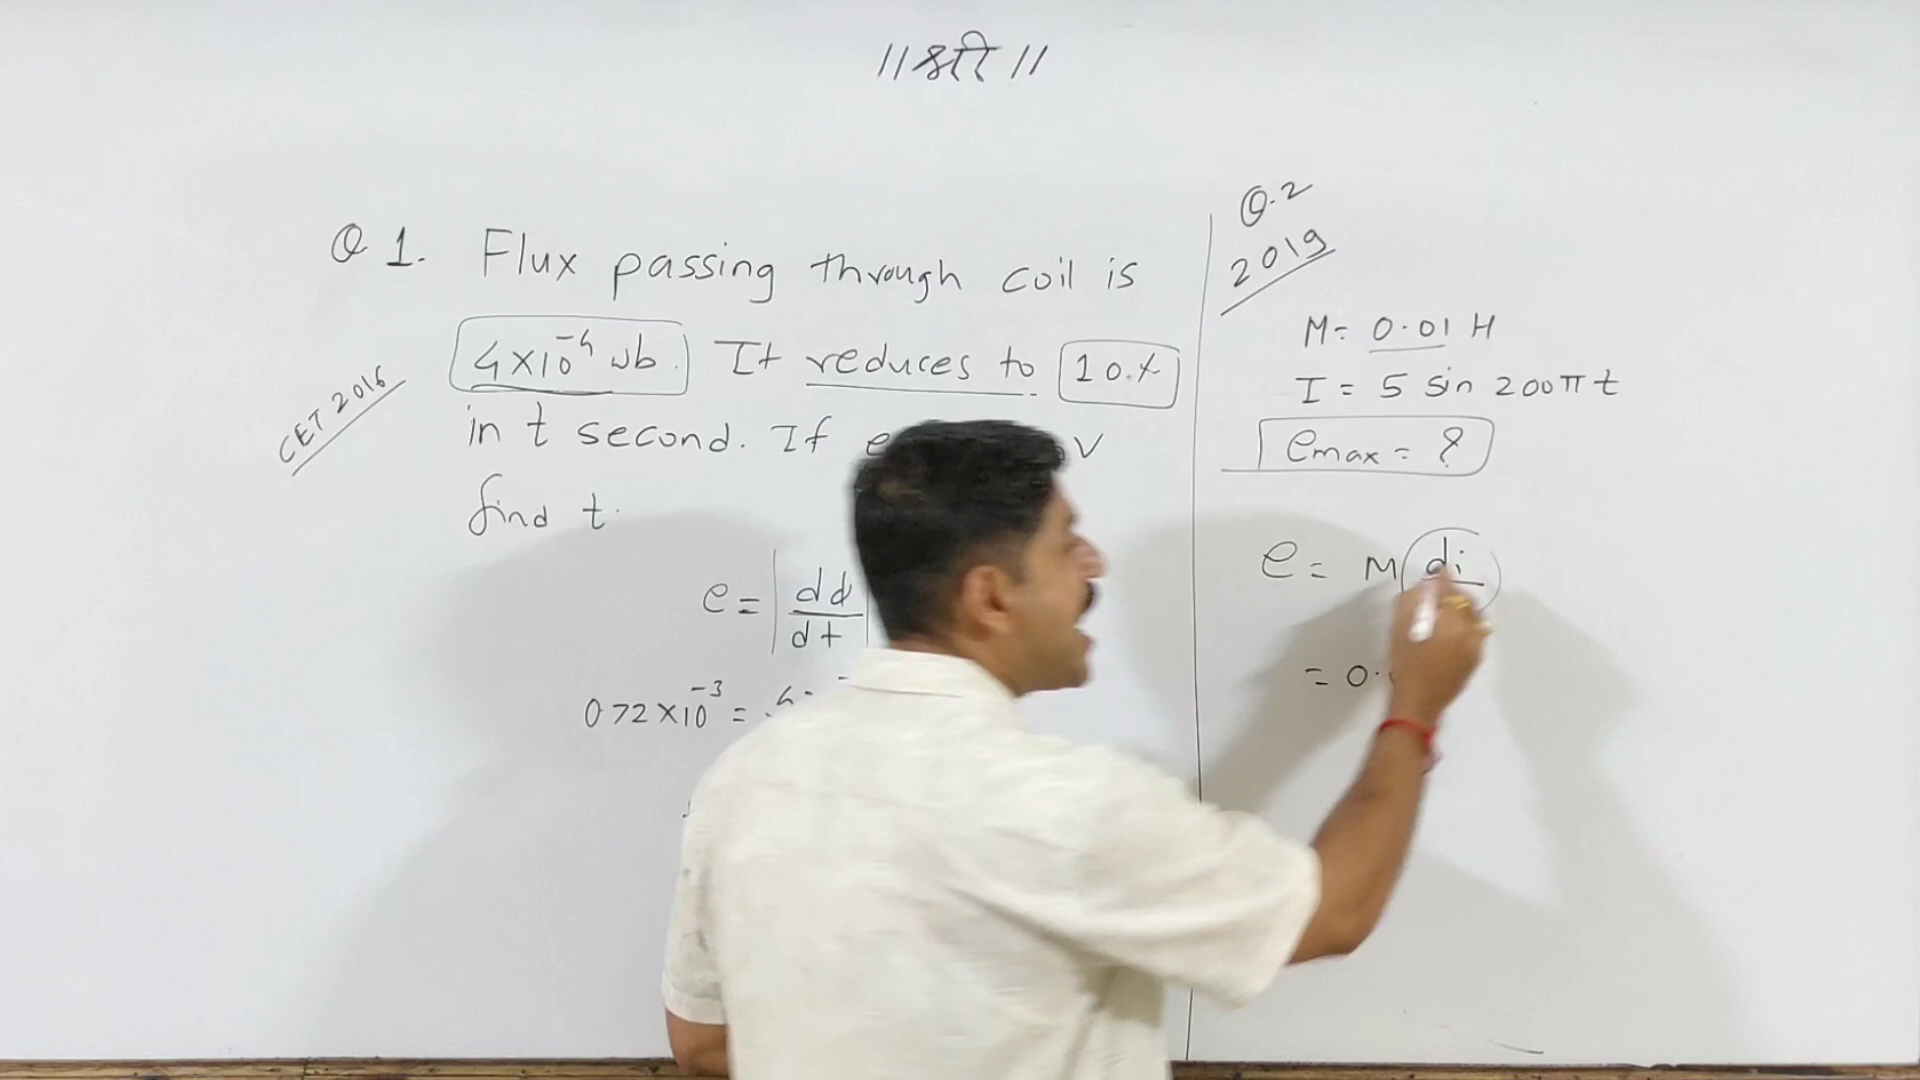 ||श्री||
Q 1. Flux passing through coil is
4×10⁻⁴ wb. It reduces to 10.%
in t second. If e V
find t.
CET 2016
e = |dϕ/dt|
0.72×10⁻³ =
Q.2
2019
M = 0.01 H
I = 5 sin 200π t
emax = ?
e = M di
= 0.